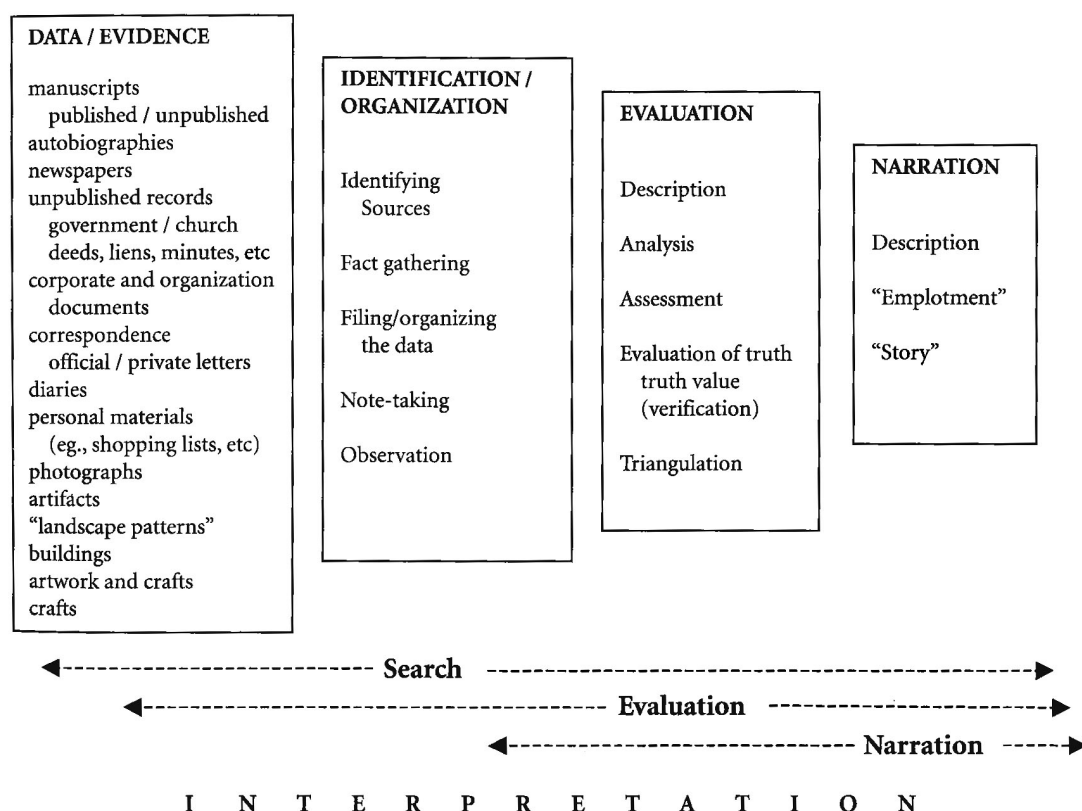 DATA / EVIDENCE
manuscripts
published / unpublished
autobiographies
newspapers
unpublished records
government / church
deeds, liens, minutes, etc
corporate and organization
documents
correspondence
official / private letters
diaries
personal materials
(eg., shopping lists, etc)
photographs
artifacts
“landscape patterns”
buildings
artwork and crafts
crafts
IDENTIFICATION /
ORGANIZATION
Identifying
Sources
Fact gathering
Filing/organizing
the data
Note-taking
Observation
EVALUATION
Description
Analysis
Assessment
Evaluation of truth
truth value
(verification)
Triangulation
NARRATION
Description
“Emplotment”
“Story”
Search
Evaluation
Narration
I N T E R P R E T A T I O N